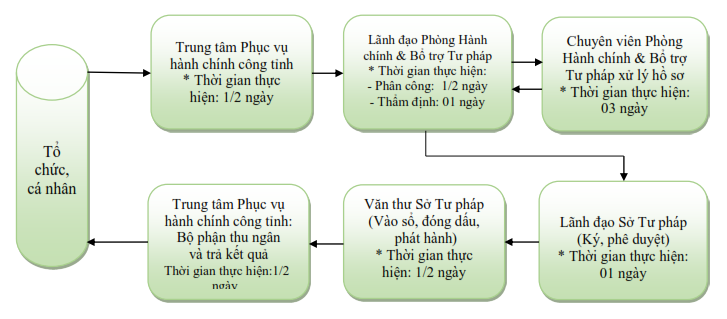 Trung tâm Phục vụ
hành chính công tỉnh
* Thời gian thực
hiện: 1/2 ngày
Lãnh đạo Phòng Hành
chính & Bổ trợ Tư pháp
* Thời gian thực hiện:
- Phân công: 1/2 ngày
- Thẩm định: 01 ngày
Chuyên viên Phòng
Hành chính & Bổ trợ
Tư pháp xử lý hồ sơ
* Thời gian thực hiện:
03 ngày
Tổ
chức,
cá nhân
Trung tâm Phục vụ
hành chính công tỉnh:
Bộ phận thu ngân
và trả kết quả
Thời gian thực hiện:1/2
ngày
Văn thư Sở Tư pháp
(Vào sổ, đóng dấu,
phát hành)
* Thời gian thực
hiện: 1/2 ngày
Lãnh đạo Sở Tư pháp
(Ký, phê duyệt)
* Thời gian thực hiện:
01 ngày